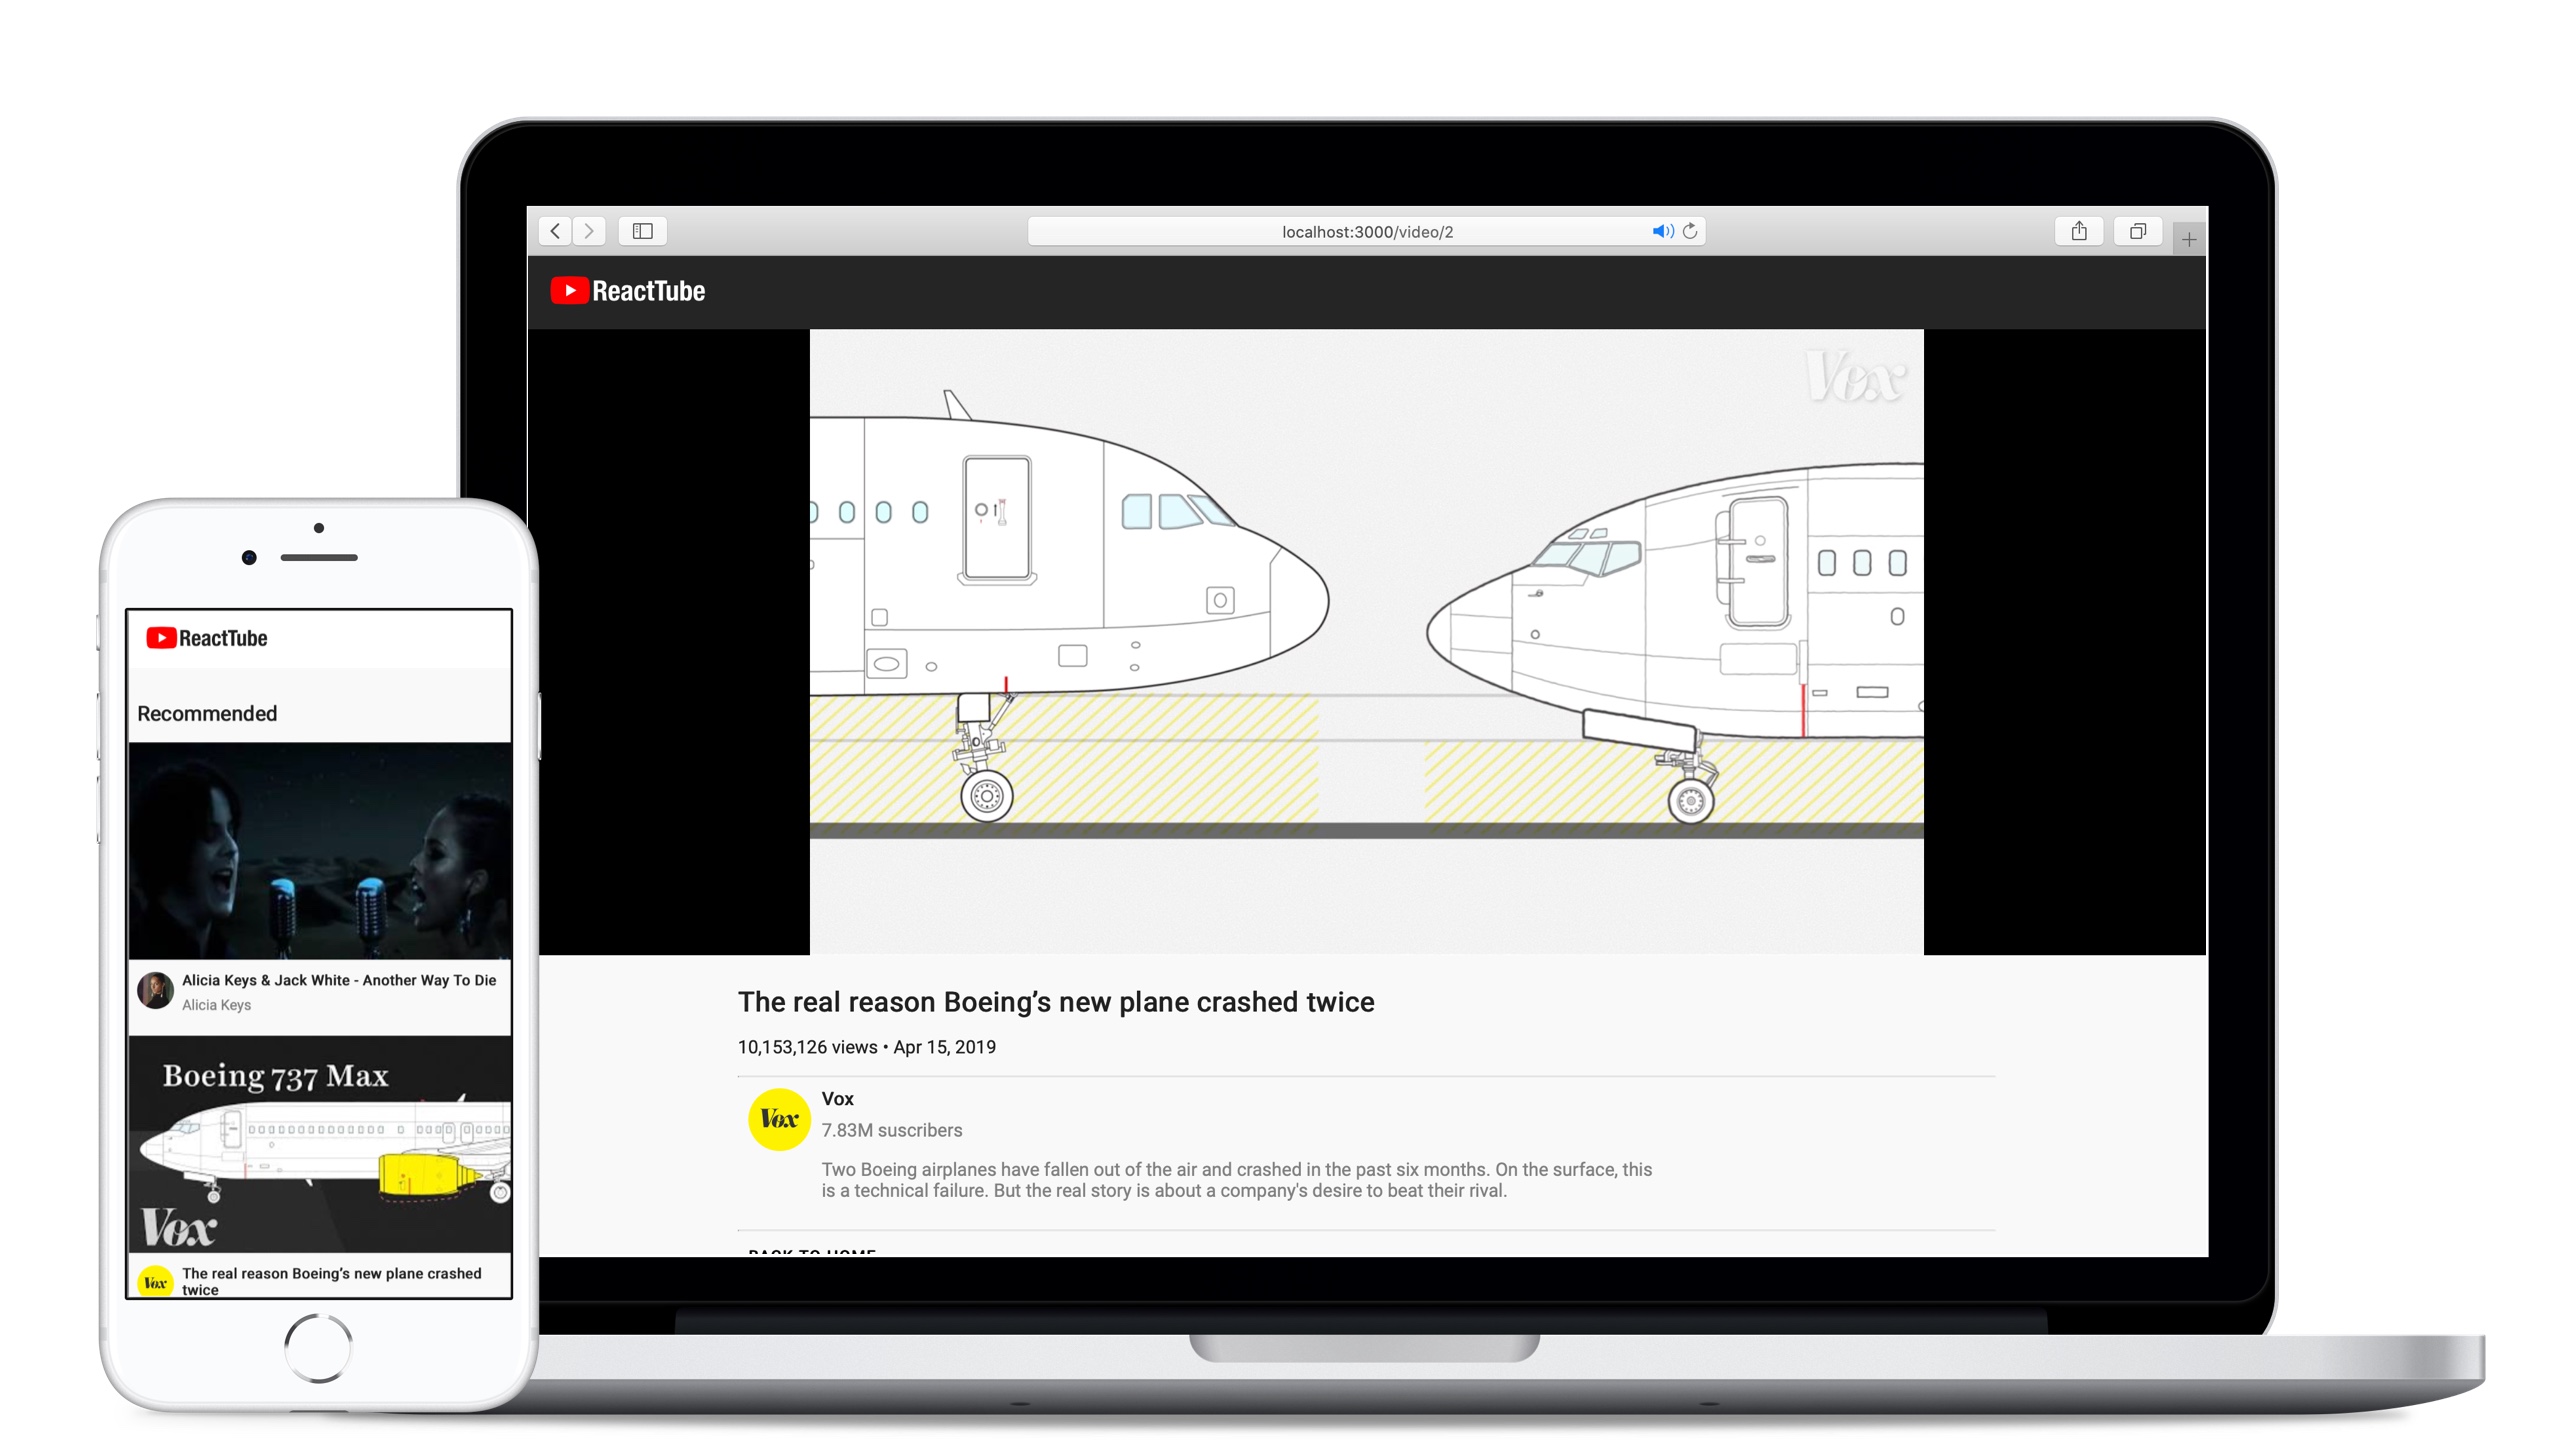 localhost:3000/video/2
ReactTube
Vox
The real reason Boeing’s new plane crashed twice
10,153,126 views • Apr 15, 2019
Vox
Vox
7.83M suscribers
Two Boeing airplanes have fallen out of the air and crashed in the past six months. On the surface, this
is a technical failure. But the real story is about a company's desire to beat their rival.
BACK TO HOME
ReactTube
Recommended
Alicia Keys & Jack White - Another Way To Die
Alicia Keys
Boeing 737 Max
Vox
Vox
The real reason Boeing’s new plane crashed
twice